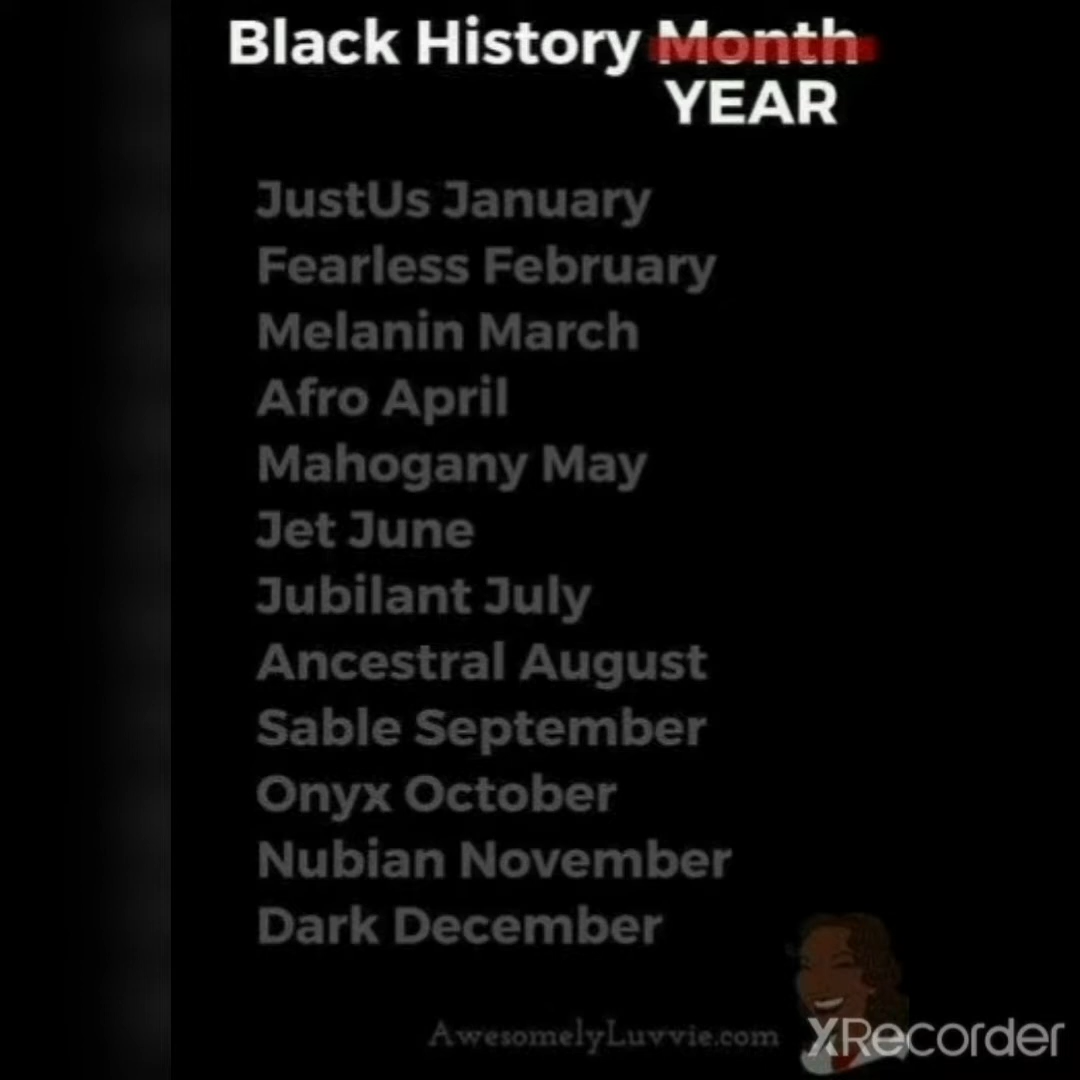 Black History Month
YEAR
JustUs January
Fearless February
Melanin March
Afro April
Mahogany May
Jet June
Jubilant July
Ancestral August
Sable September
Onyx October
Nubian November
Dark December
AwesomelyLuvvie.com
XRecorder